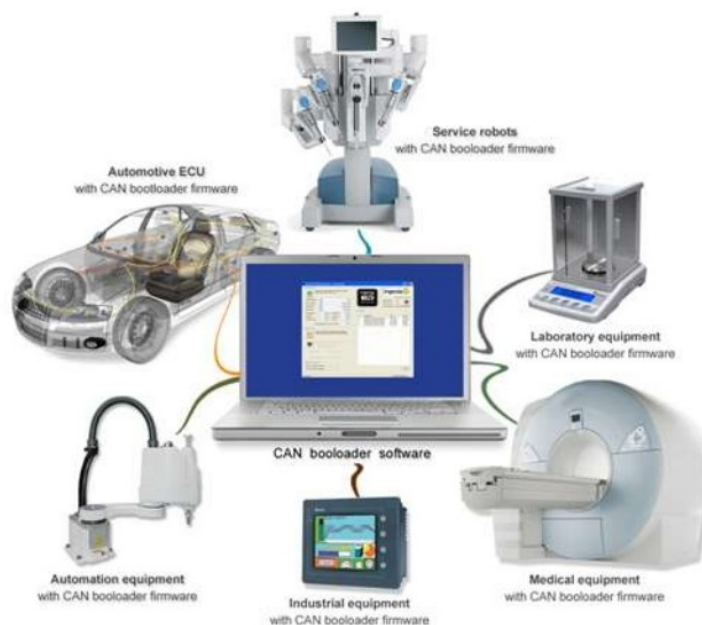 Service robots
with CAN booloader firmware
Automotive ECU
with CAN bootloader firmware
Laboratory equipment
with CAN booloader firmware
CAN booloader software
Automation equipment
with CAN booloader firmware
Industrial equipment
with CAN booloader firmware
Medical equipment
with CAN booloader firmware